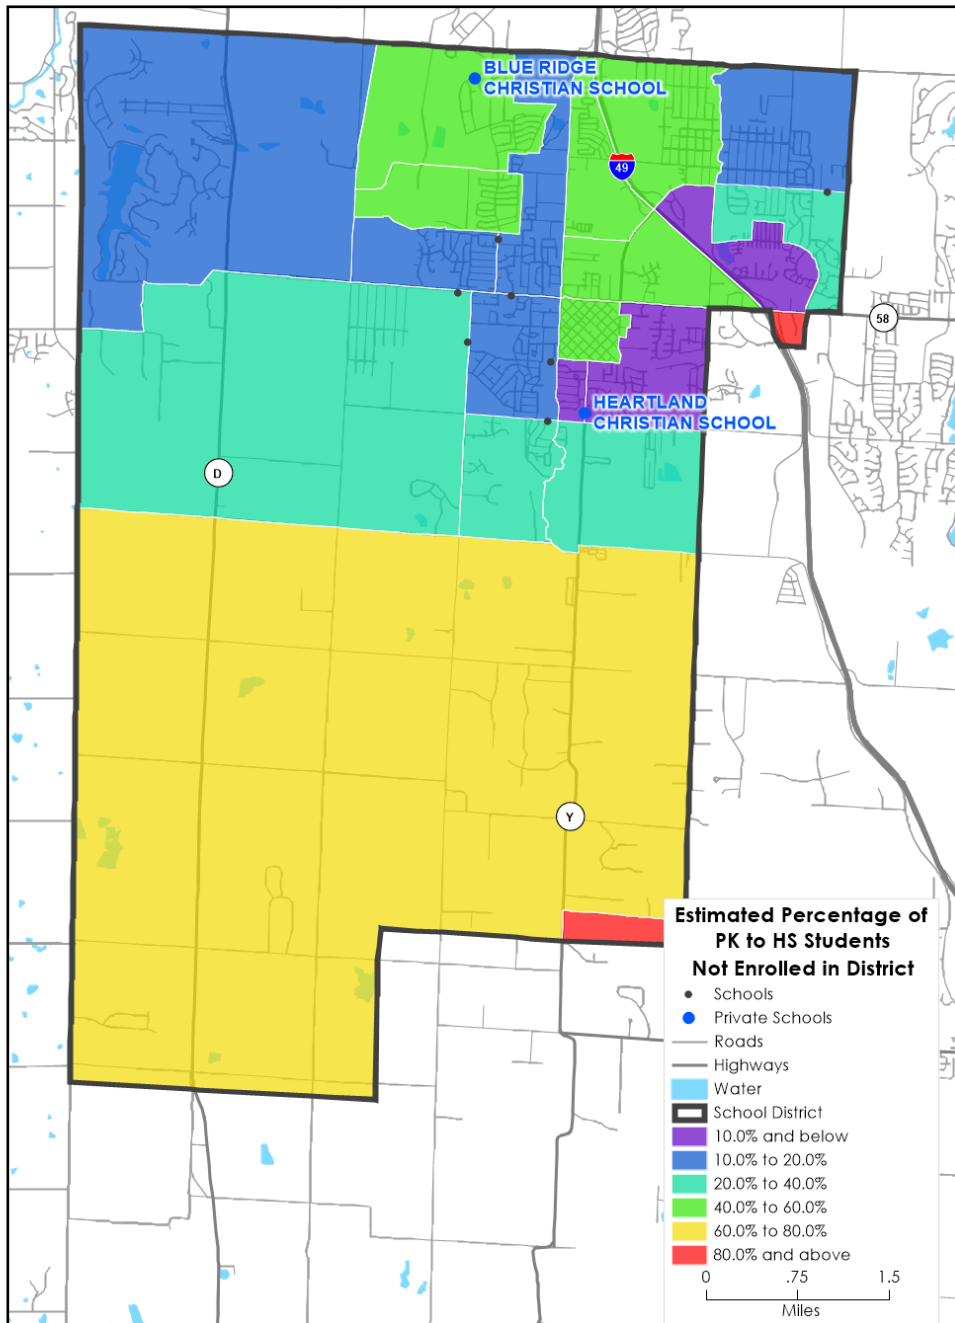 BLUE RIDGE
CHRISTIAN SCHOOL
49
58
HEARTLAND
CHRISTIAN SCHOOL
D
Y
Estimated Percentage of
PK to HS Students
Not Enrolled in District
Schools
Private Schools
Roads
Highways
Water
School District
10.0% and below
10.0% to 20.0%
20.0% to 40.0%
40.0% to 60.0%
60.0% to 80.0%
80.0% and above
0 .75 1.5
Miles